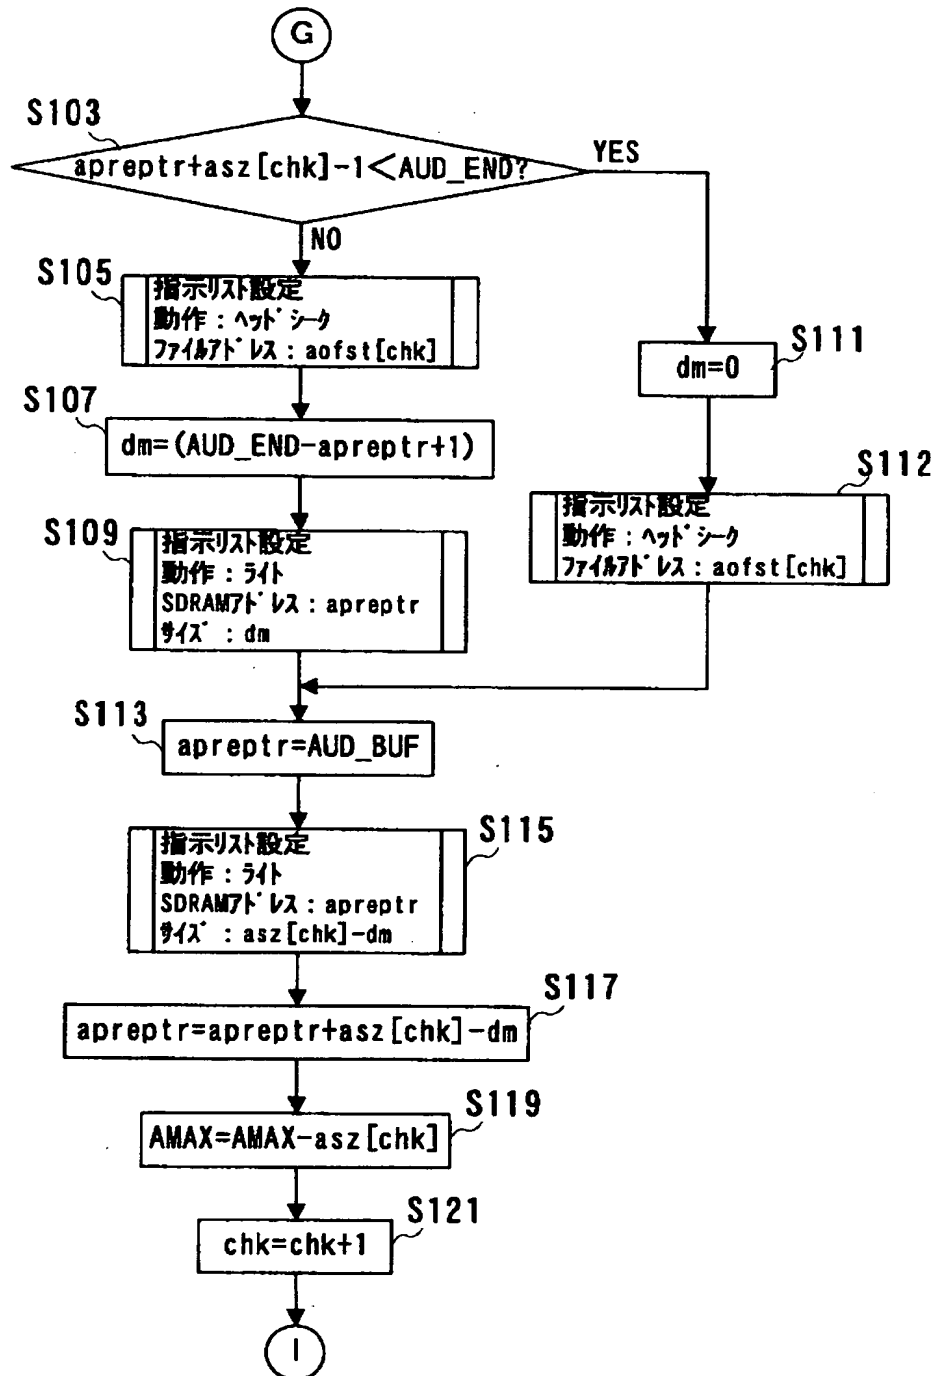 G
S103
apreptr+asz[chk]-1<AUD_END?
YES
NO
S105
指示リスト設定
動作:ヘッドシーク
ファイルアドレス:aofst[chk]
S111
dm=0
S107
dm=(AUD_END-apreptr+1)
S112
指示リスト設定
動作:ヘッドシーク
ファイルアドレス:aofst[chk]
S109
指示リスト設定
動作:ライト
SDRAMアドレス:apreptr
サイズ:dm
S113
apreptr=AUD_BUF
S115
指示リスト設定
動作:ライト
SDRAMアドレス:apreptr
サイズ:asz[chk]-dm
S117
apreptr=apreptr+asz[chk]-dm
S119
AMAX=AMAX-asz[chk]
S121
chk=chk+1
I